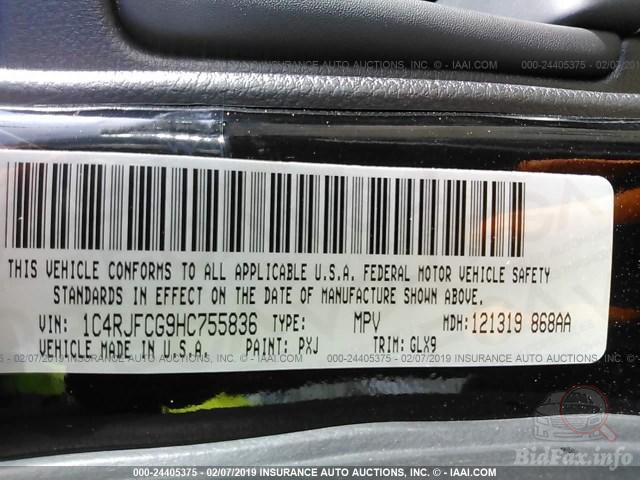 000-24405375 - 02/07/2019 INSURANCE AUTO AUCTIONS - © - IAAI.COM
000-24405375 - 02/07/2019 INSURANCE AUTO AUCTIONS - © - IAAI.COM
THIS VEHICLE CONFORMS TO ALL APPLICABLE U.S.A. FEDERAL MOTOR VEHICLE SAFETY
STANDARDS IN EFFECT ON THE DATE OF MANUFACTURE SHOWN ABOVE.
VIN: 1C4RJFCG9HC755836 TYPE: MPV MDH:121319 868AA
VEHICLE MADE IN U.S.A. PAINT: PXJ TRIM: GLX9
000-24405375 - 02/07/2019 INSURANCE AUTO AUCTIONS - © - IAAI.COM
BidFax.info